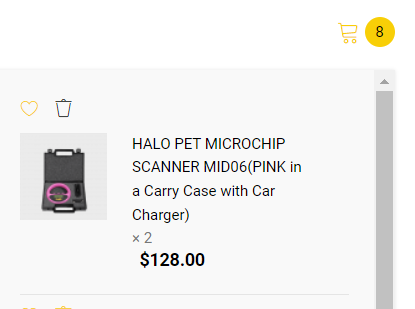 8
HALO PET MICROCHIP
SCANNER MID06(PINK in
a Carry Case with Car
Charger)
× 2
$128.00